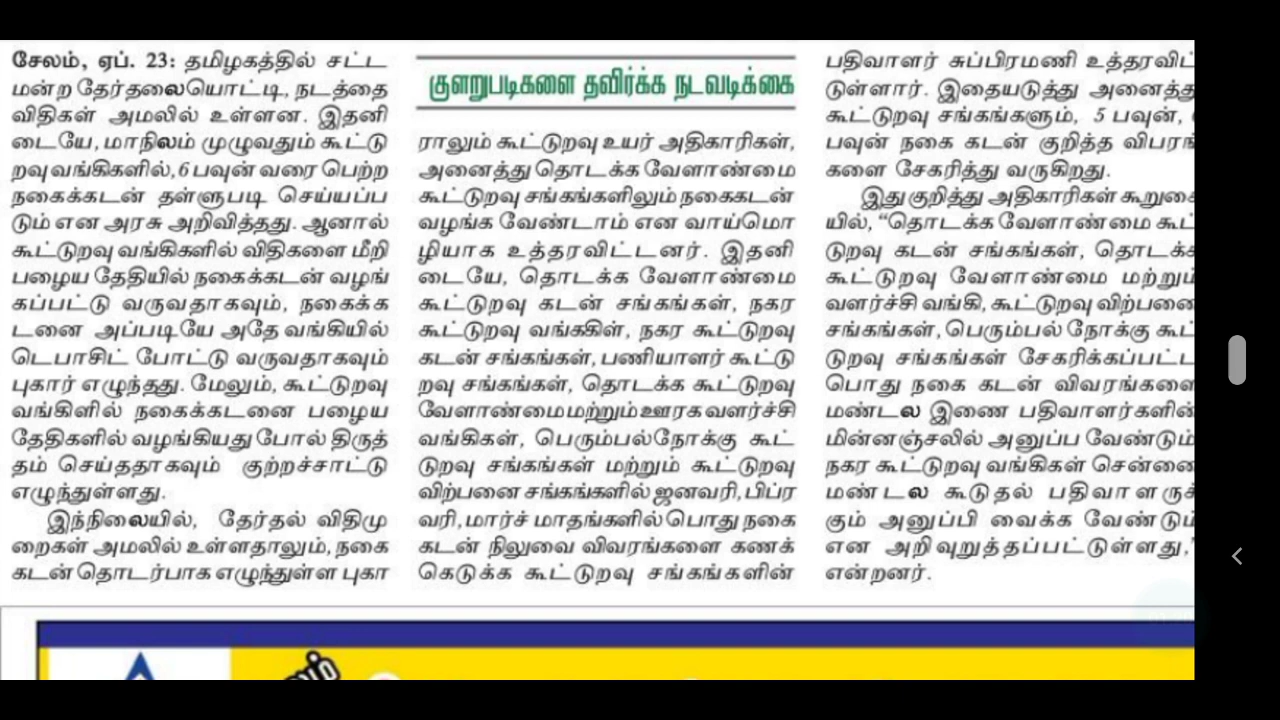 சேலம், ஏப். 23: தமிழகத்தில் சட்ட
மன்ற தேர்தலையொட்டி, நடத்தை
விதிகள் அமலில் உள்ளன. இதனி
டையே, மாநிலம் முழுவதும் கூட்டு
றவு வங்கிகளில், 6 பவுன் வரை பெற்ற
நகைக்கடன் தள்ளுபடி செய்யப்ப
டும் என அரசு அறிவித்தது. ஆனால்
கூட்டுறவு வங்கிகளில் விதிகளை மீறி
பழைய தேதியில் நகைக்கடன் வழங்
கப்பட்டு வருவதாகவும், நகைக்க
டனை அப்படியே அதே வங்கியில்
டெபாசிட் போட்டு வருவதாகவும்
புகார் எழுந்தது. மேலும், கூட்டுறவு
வங்கிளில் நகைக்கடனை பழைய
தேதிகளில் வழங்கியது போல் திருத்
தம் செய்ததாகவும் குற்றச்சாட்டு
எழுந்துள்ளது.
இந்நிலையில், தேர்தல் விதிமு
றைகள் அமலில் உள்ளதாலும், நகை
கடன் தொடர்பாக எழுந்துள்ள புகா
குளறுபடிகளை தவிர்க்க நடவடிக்கை
ராலும் கூட்டுறவு உயர் அதிகாரிகள்,
அனைத்து தொடக்க வேளாண்மை
கூட்டுறவு சங்கங்களிலும் நகைகடன்
வழங்க வேண்டாம் என வாய்மொ
ழியாக உத்தரவிட்டனர். இதனி
டையே, தொடக்க வேளாண்மை
கூட்டுறவு கடன் சங்கங்கள், நகர
கூட்டுறவு வங்ககிள், நகர கூட்டுறவு
கடன் சங்கங்கள், பணியாளர் கூட்டு
றவு சங்கங்கள், தொடக்க கூட்டுறவு
வேளாண்மை மற்றும் ஊரக வளர்ச்சி
வங்கிகள், பெரும்பல்நோக்கு கூட்
டுறவு சங்கங்கள் மற்றும் கூட்டுறவு
விற்பனை சங்கங்களில் ஜனவரி, பிப்ர
வரி, மார்ச் மாதங்களில் பொது நகை
கடன் நிலுவை விவரங்களை கணக்
கெடுக்க கூட்டுறவு சங்கங்களின்
பதிவாளர் சுப்பிரமணி உத்தரவிட்
டுள்ளார். இதையடுத்து அனைத்து
கூட்டுறவு சங்கங்களும், 5 பவுன்,
பவுன் நகை கடன் குறித்த விபரங்
களை சேகரித்து வருகிறது.
இது குறித்து அதிகாரிகள் கூறுகை
யில், “தொடக்க வேளாண்மை கூட்
டுறவு கடன் சங்கங்கள், தொடக்க
கூட்டுறவு வேளாண்மை மற்றும்
வளர்ச்சி வங்கி, கூட்டுறவு விற்பனை
சங்கங்கள், பெரும்பல் நோக்கு கூட்
டுறவு சங்கங்கள் சேகரிக்கப்பட்ட
பொது நகை கடன் விவரங்களை
மண்டல இணை பதிவாளர்களின்
மின்னஞ்சலில் அனுப்ப வேண்டும்
நகர கூட்டுறவு வங்கிகள் சென்னை
மண்டல கூடுதல் பதிவாளருக்
கும் அனுப்பி வைக்க வேண்டும்
என அறிவுறுத்தப்பட்டுள்ளது,”
என்றனர்.